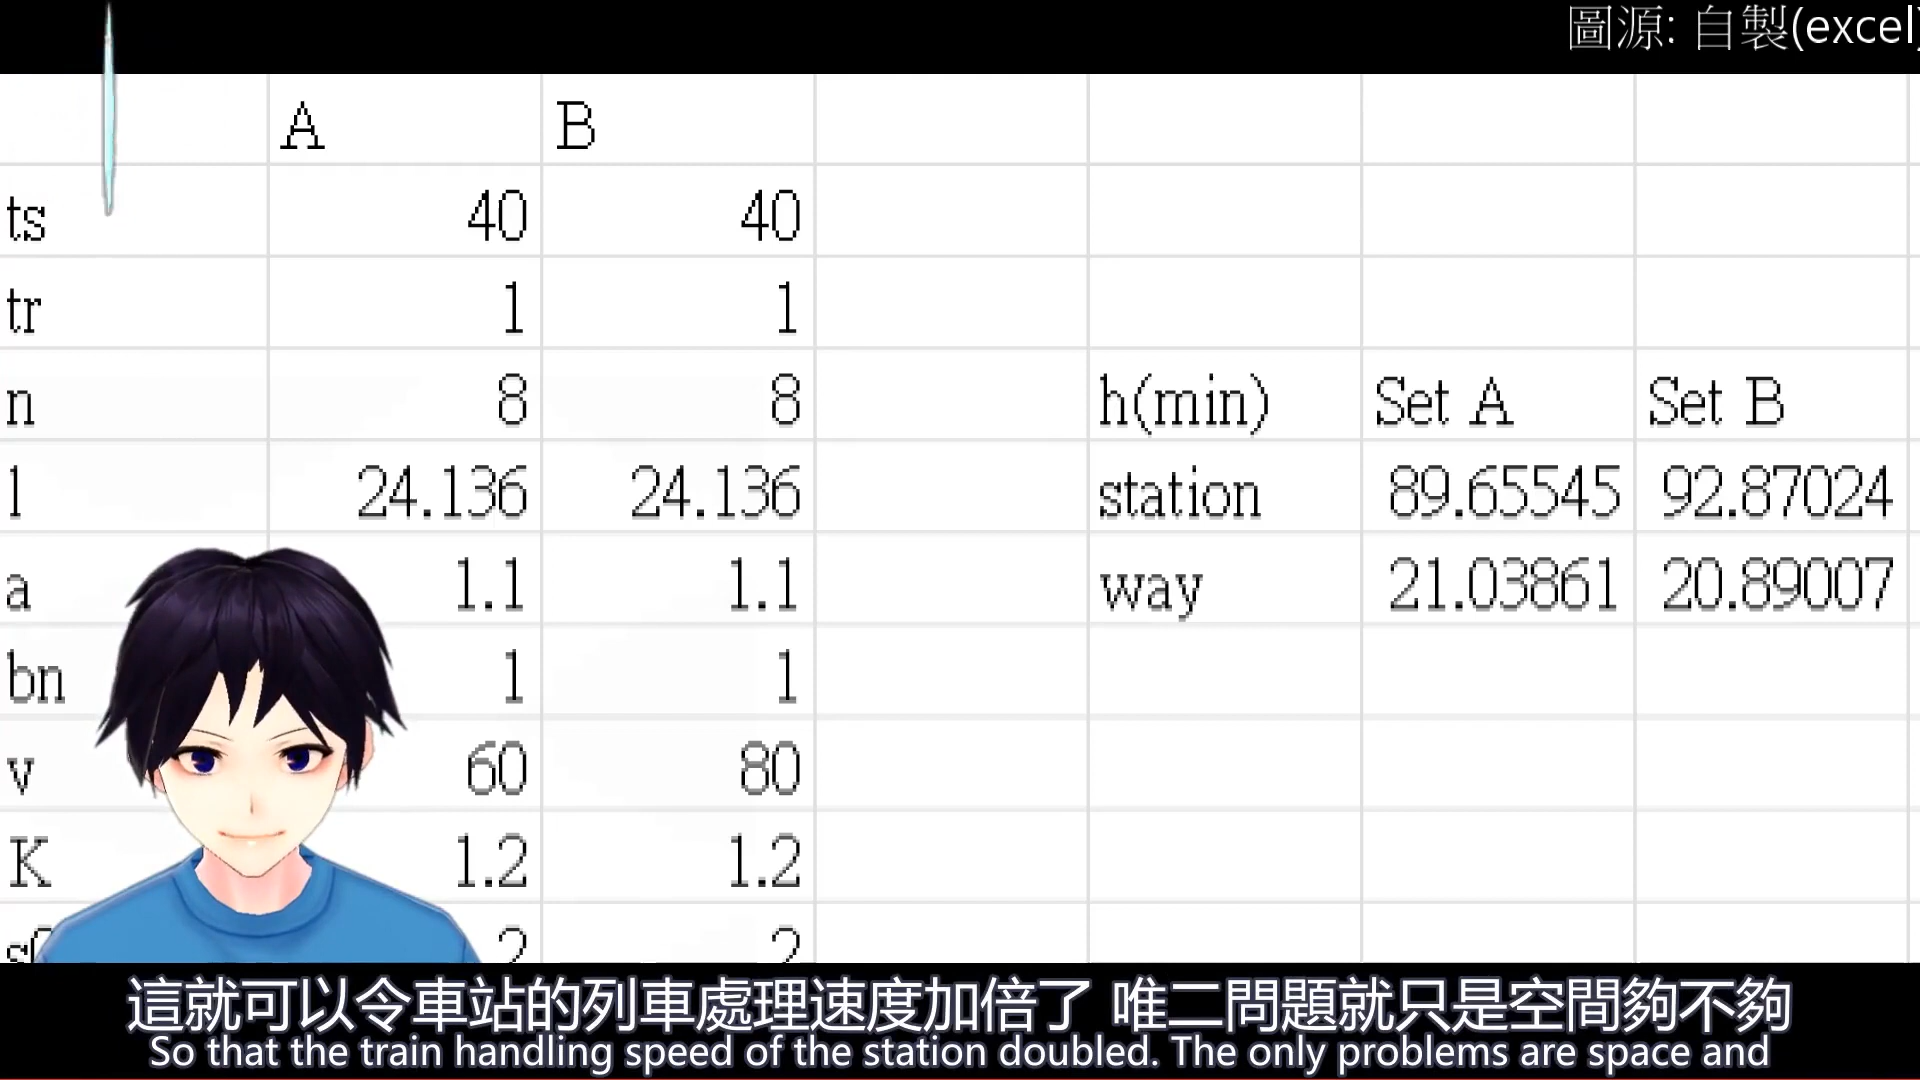 圖源: 自製(excel)
A B
ts 40 40
tr 1 1
n 8 8 h(min) Set A Set B
l 24.136 24.136 station 89.65545 92.87024
a 1.1 1.1 way 21.03861 20.89007
bn 1 1
v 60 80
K 1.2 1.2
2 2
這就可以令車站的列車處理速度加倍了 唯二問題就只是空間夠不夠
So that the train handling speed of the station doubled. The only problems are space and